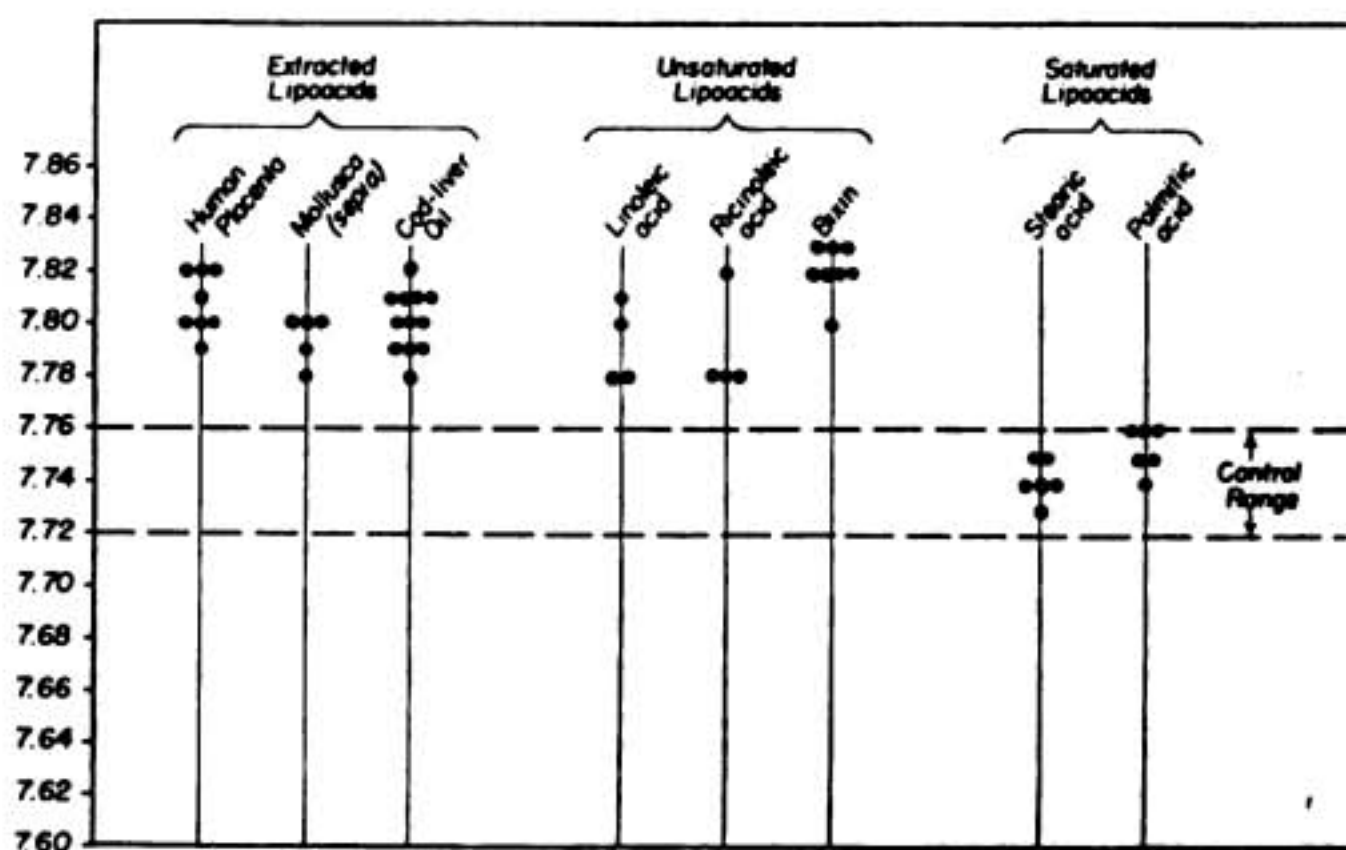 Extracted
Lipoacids
Unsaturated
Lipoacids
Saturated
Lipoacids
Human
Placenta
Mollusca
(sepia)
Cod-liver
Oil
Linoleic
acid
Ricinoleic
acid
Bixin
Stearic
acid
Palmitic
acid
7.86
7.84
7.82
7.80
7.78
7.76
7.74
7.72
7.70
7.68
7.66
7.64
7.62
7.60
Control
Range